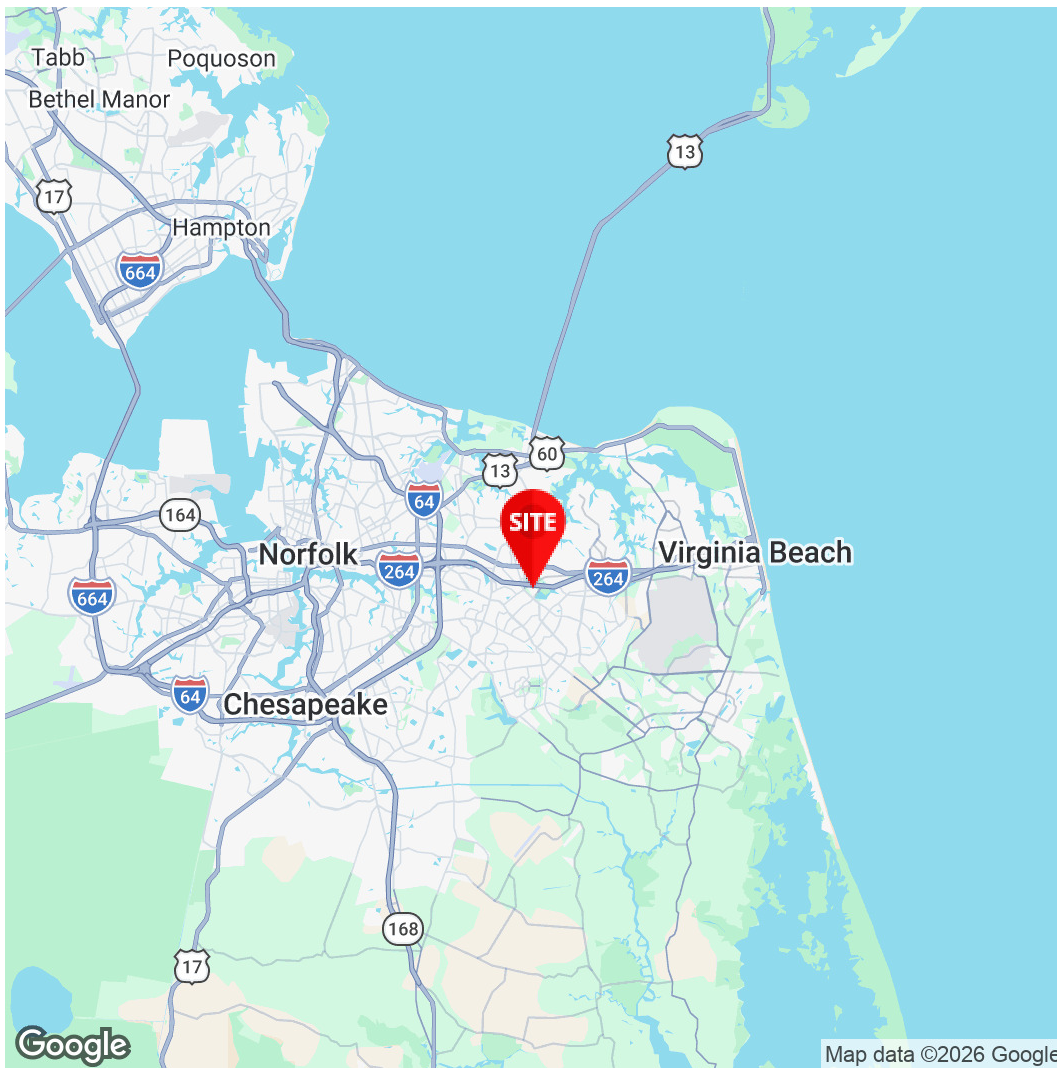 Tabb
Poquoson
Bethel Manor
13
17
Hampton
664
60
13
64
164
SITE
Norfolk
Virginia Beach
264
264
664
64
Chesapeake
168
17
Google
Map data ©2026 Google